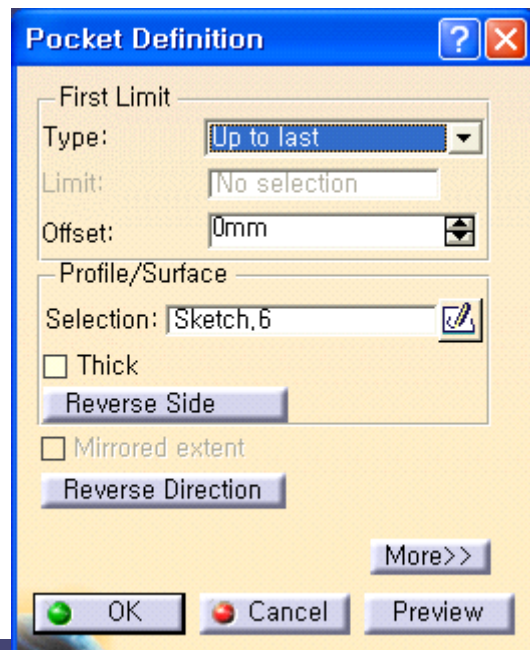 Pocket Definition
?
First Limit
Type: Up to last
Limit: No selection
Offset: 0mm
Profile/Surface
Selection: Sketch.6
Thick
Reverse Side
Mirrored extent
Reverse Direction
More>>
OK Cancel Preview